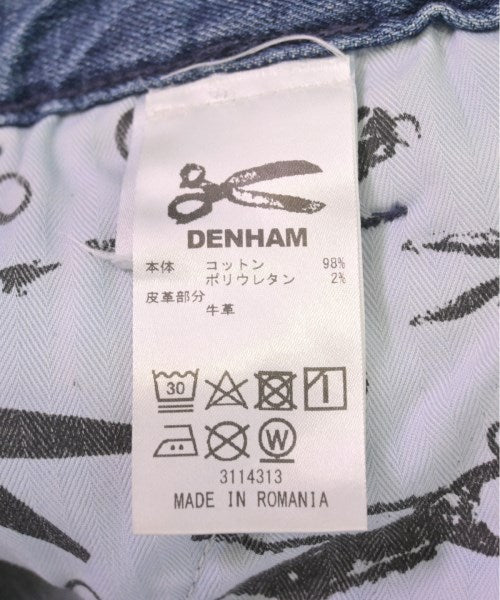 DENHAM
本体 コットン 98%
ポリウレタン 2%
皮革部分
牛革
30
W
3114313
MADE IN ROMANIA